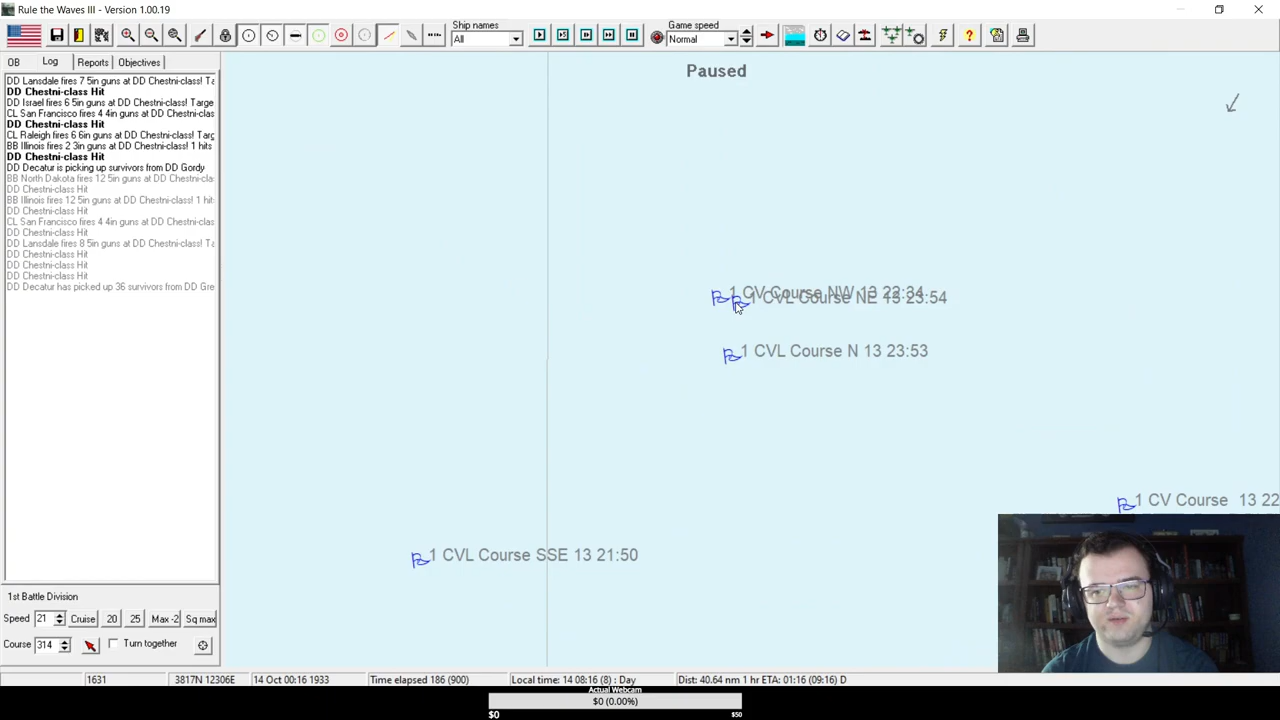 Rule the Waves III - Version 1.00.19
Ship names
All
Game speed
Normal
OB
Log
Reports
Objectives
DD Lansdale fires 7 5in guns at DD Chestni-class! Ta
DD Chestni-class Hit
DD Israel fires 6 5in guns at DD Chestni-class! Targe
CL San Francisco fires 4 4in guns at DD Chestni-clas
DD Chestni-class Hit
CL Raleigh fires 6 6in guns at DD Chestni-class! Targ
BB Illinois fires 2 3in guns at DD Chestni-class! 1 hits
DD Chestni-class Hit
DD Decatur is picking up survivors from DD Gordy
BB North Dakota fires 12 5in guns at DD Chestni-cla
DD Chestni-class Hit
BB Illinois fires 12 5in guns at DD Chestni-class! 1 hit
DD Chestni-class Hit
CL San Francisco fires 4 4in guns at DD Chestni-clas
DD Chestni-class Hit
DD Lansdale fires 8 5in guns at DD Chestni-class! Ta
DD Chestni-class Hit
DD Chestni-class Hit
DD Chestni-class Hit
DD Decatur has picked up 36 survivors from DD Gre
Paused
1 CV Course NW 13 22:34
1 CVL Course NE 13 23:54
1 CVL Course N 13 23:53
1 CV Course 13 22
1 CVL Course SSE 13 21:50
1st Battle Division
Speed 21 Cruise 20 25 Max -2 Sq max
Course 314 Turn together
1631
3817N 12306E
14 Oct 00:16 1933
Time elapsed 186 (900)
Local time: 14 08:16 (8) : Day
Dist: 40.64 nm 1 hr ETA: 01:16 (09:16) D
Actual Webcam
$0 (0.00%)
$0
$50